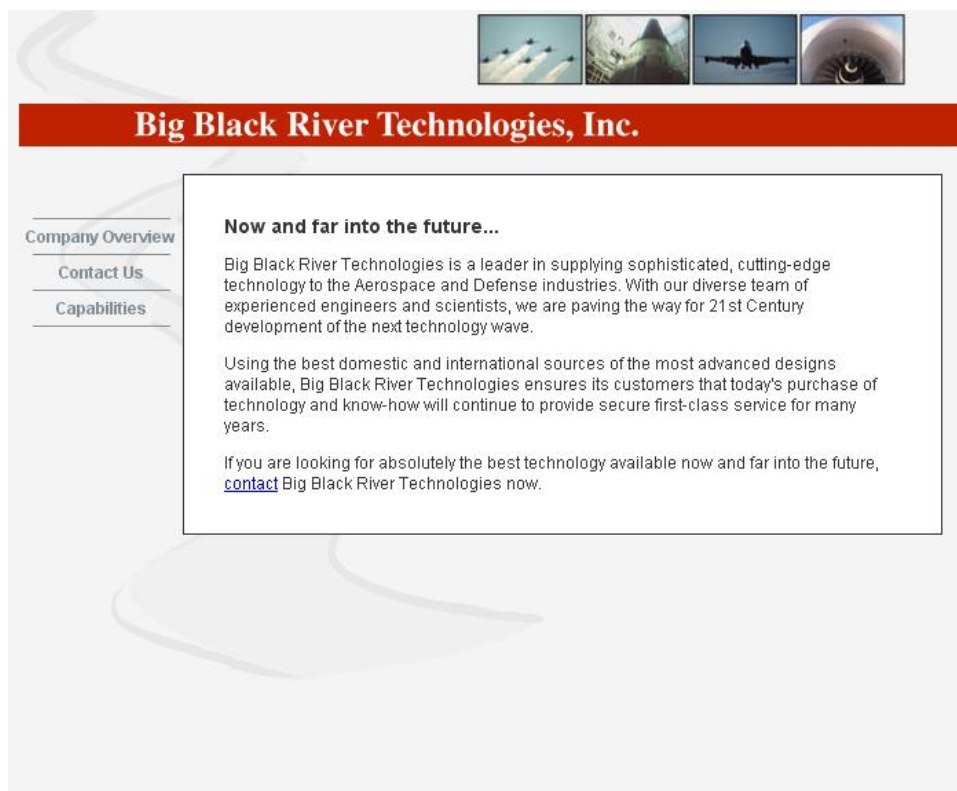 Big Black River Technologies, Inc.
Company Overview
Contact Us
Capabilities
Now and far into the future...
Big Black River Technologies is a leader in supplying sophisticated, cutting-edge
technology to the Aerospace and Defense industries. With our diverse team of
experienced engineers and scientists, we are paving the way for 21st Century
development of the next technology wave.
Using the best domestic and international sources of the most advanced designs
available, Big Black River Technologies ensures its customers that today's purchase of
technology and know-how will continue to provide secure first-class service for many
years.
If you are looking for absolutely the best technology available now and far into the future,
contact Big Black River Technologies now.